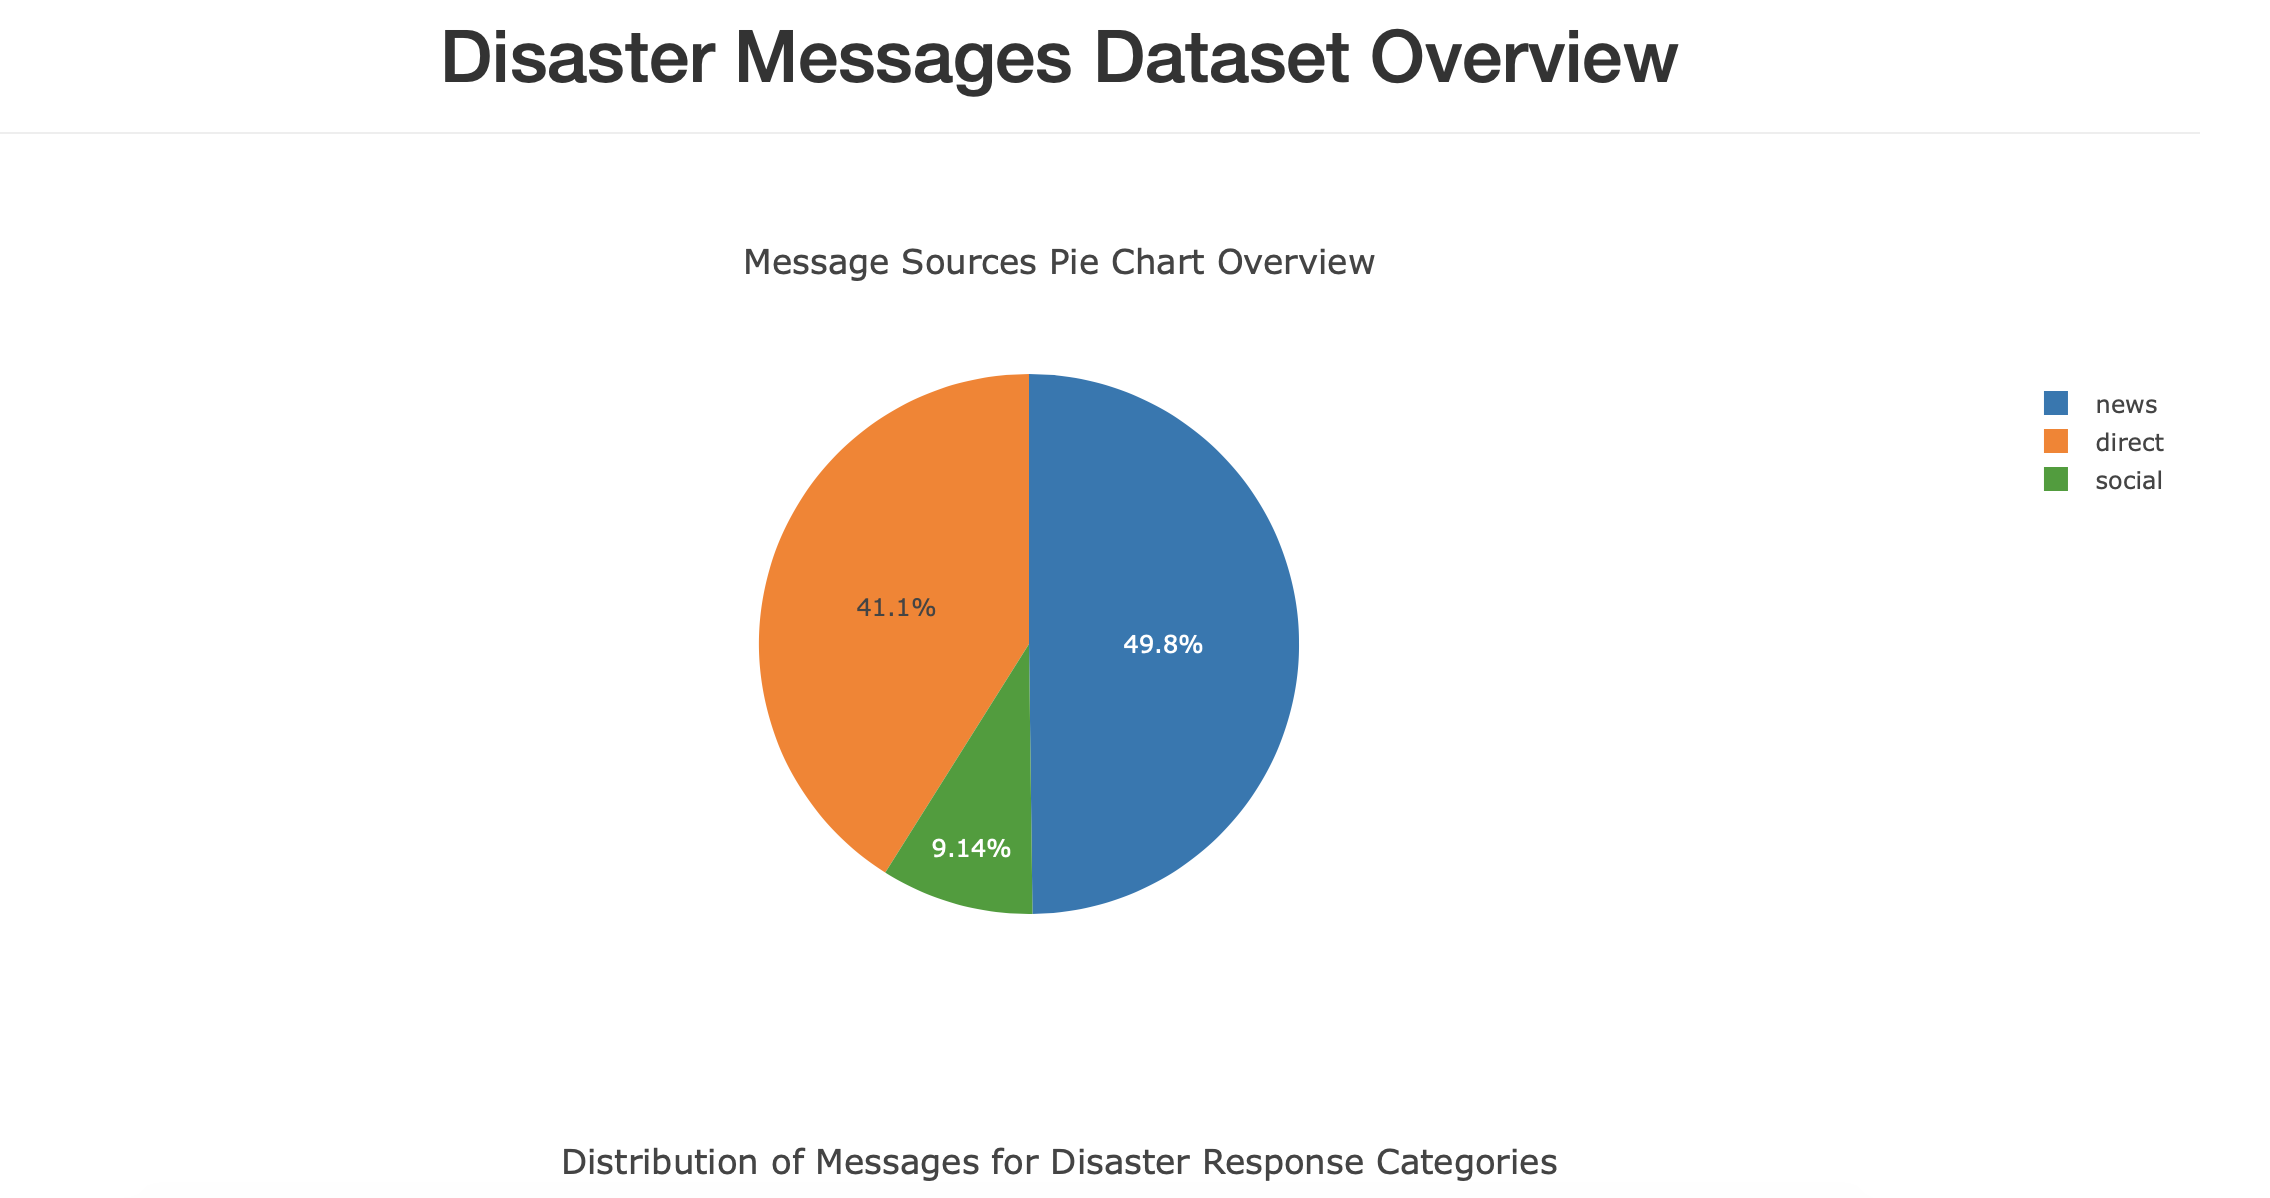 Disaster Messages Dataset Overview
Message Sources Pie Chart Overview
news
direct
social
41.1%
49.8%
9.14%
Distribution of Messages for Disaster Response Categories